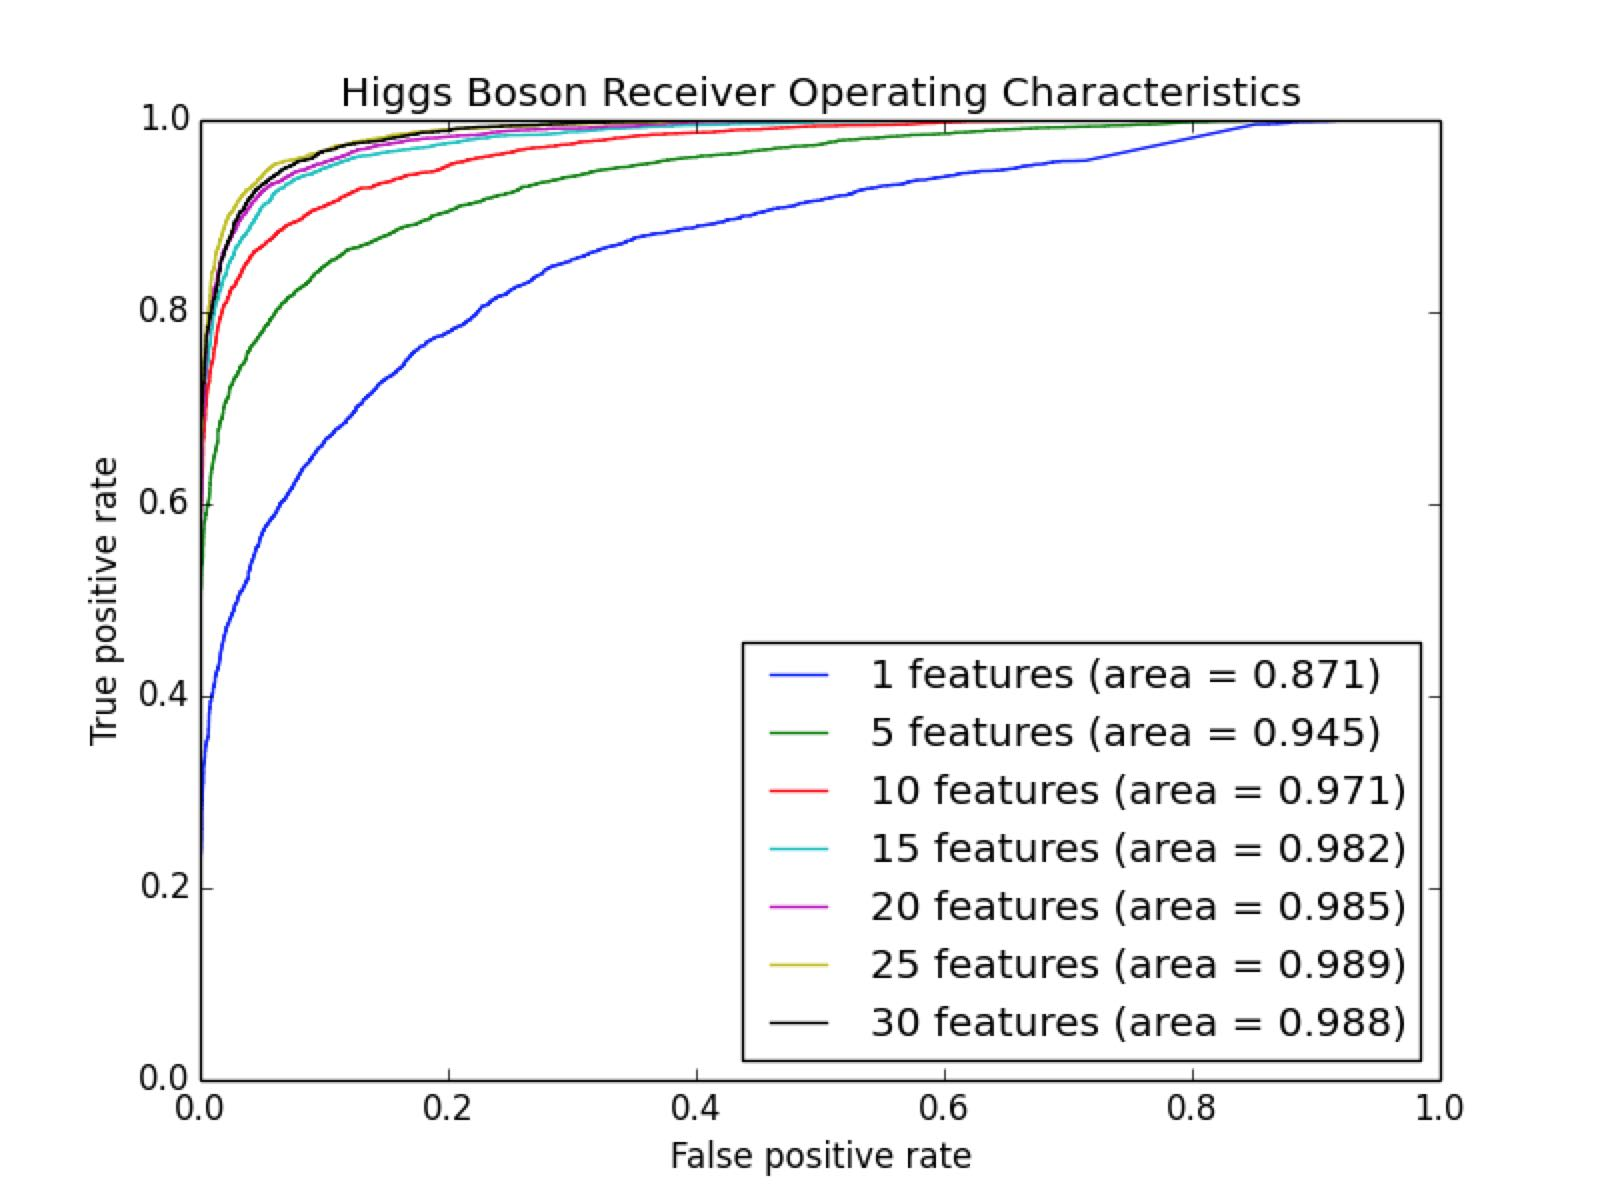 Higgs Boson Receiver Operating Characteristics
1.0
0.8
0.6
0.4
0.2
0.0
True positive rate
1 features (area = 0.871)
5 features (area = 0.945)
10 features (area = 0.971)
15 features (area = 0.982)
20 features (area = 0.985)
25 features (area = 0.989)
30 features (area = 0.988)
0.0 0.2 0.4 0.6 0.8 1.0
False positive rate